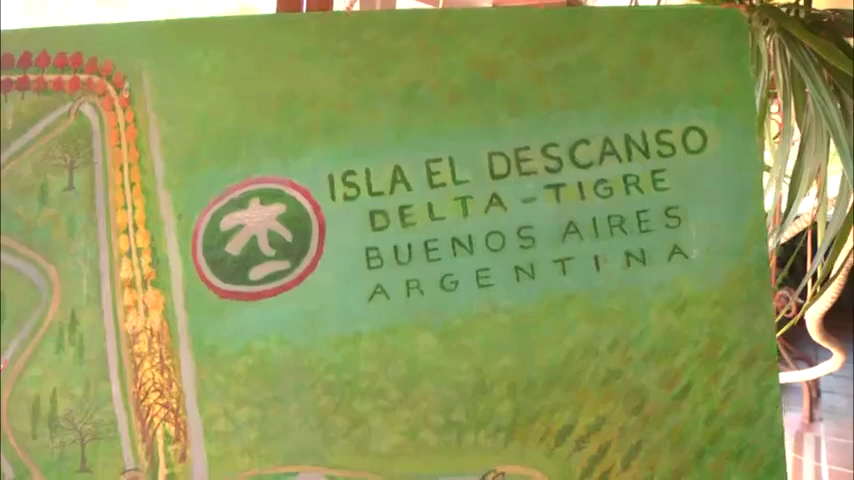 ISLA EL DESCANSO
DELTA-TIGRE
BUENOS AIRES
ARGENTINA